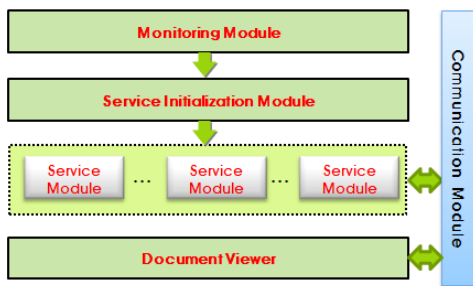 Monitoring Module
Service Initialization Module
Service Module ... Service Module ... Service Module
Document Viewer
Communication Module